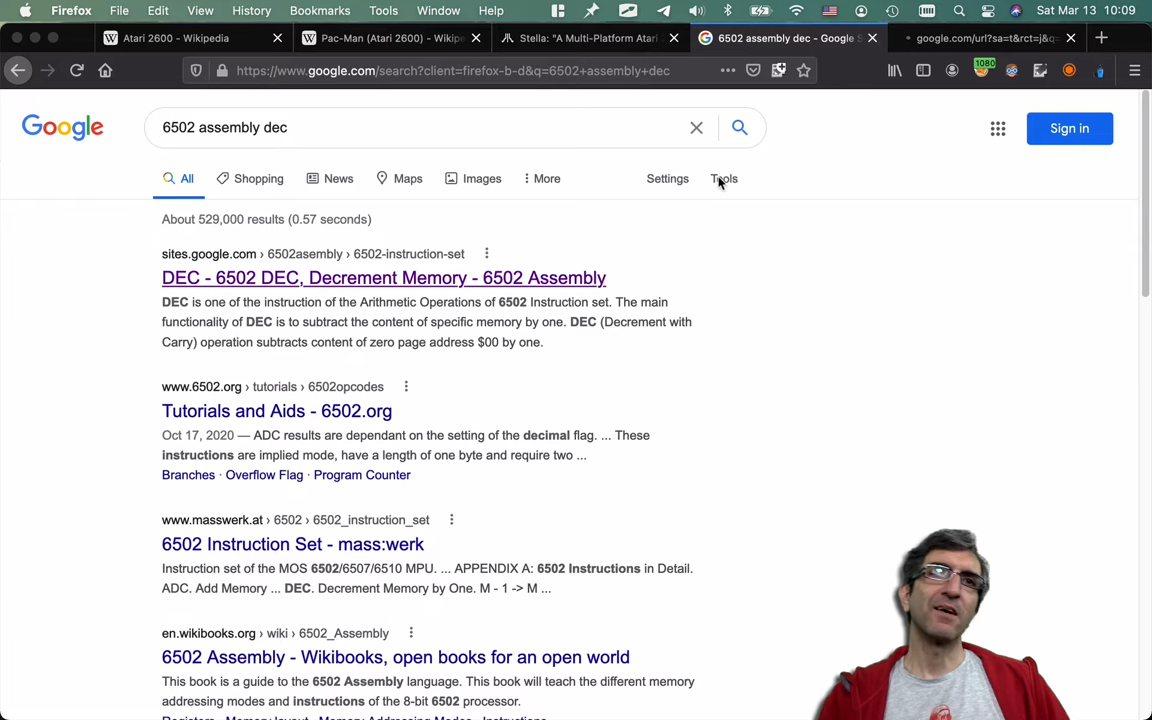 Firefox File Edit View History Bookmarks Tools Window Help Sat Mar 13 10:09
Atari 2600 - Wikipedia Pac-Man (Atari 2600) - Wikipe Stella: "A Multi-Platform Atari 6502 assembly dec - Google S google.com/url?sa=t&rct=j&q=
https://www.google.com/search?client=firefox-b-d&q=6502+assembly+dec 1080
Google 6502 assembly dec Sign in
All Shopping News Maps Images More Settings Tools
About 529,000 results (0.57 seconds)
sites.google.com › 6502asembly › 6502-instruction-set
DEC - 6502 DEC, Decrement Memory - 6502 Assembly
DEC is one of the instruction of the Arithmetic Operations of 6502 Instruction set. The main
functionality of DEC is to subtract the content of specific memory by one. DEC (Decrement with
Carry) operation subtracts content of zero page address $00 by one.
www.6502.org › tutorials › 6502opcodes
Tutorials and Aids - 6502.org
Oct 17, 2020 — ADC results are dependant on the setting of the decimal flag. ... These
instructions are implied mode, have a length of one byte and require two ...
Branches · Overflow Flag · Program Counter
www.masswerk.at › 6502 › 6502_instruction_set
6502 Instruction Set - mass:werk
Instruction set of the MOS 6502/6507/6510 MPU. ... APPENDIX A: 6502 Instructions in Detail.
ADC. Add Memory ... DEC. Decrement Memory by One. M - 1 -> M ...
en.wikibooks.org › wiki › 6502_Assembly
6502 Assembly - Wikibooks, open books for an open world
This book is a guide to the 6502 Assembly language. This book will teach the different memory
addressing modes and instructions of the 8-bit 6502 processor.
Registers · Memory layout · Memory Addressing Modes · Instructions